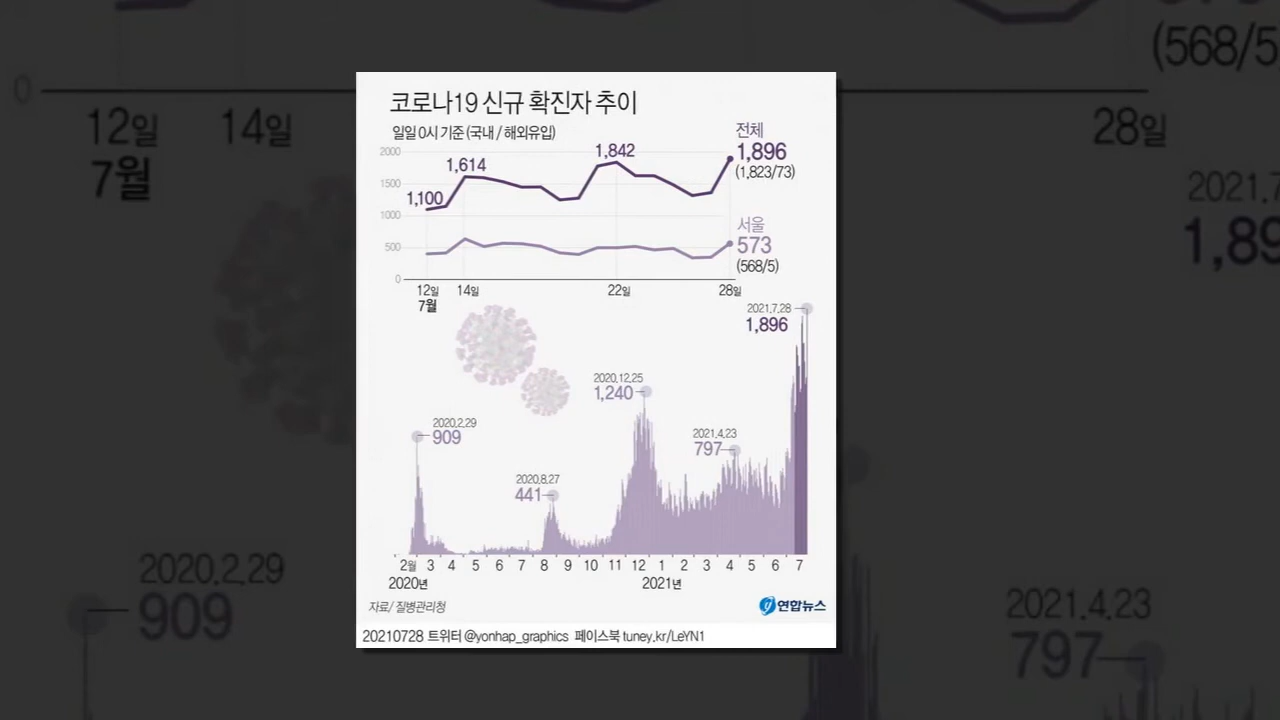 코로나19 신규 확진자 추이
일일 0시 기준 (국내 / 해외유입)
2000
1500
1000
500
0
1,100
1,614
1,842
전체
1,896
(1,823/73)
서울
573
(568/5)
12일
7월
14일
22일
28일
2020.2.29
909
2020.8.27
441
2020.12.25
1,240
2021.4.23
797
2021.7.28
1,896
2월 3 4 5 6 7 8 9 10 11 12 1 2 3 4 5 6 7
2020년 2021년
자료/ 질병관리청
연합뉴스
20210728 트위터 @yonhap_graphics 페이스북 tuney.kr/LeYN1
0
12일
7월
14일
28일
(568/5
2021.7
1,89
2020.2.29
909
2021.4.23
797